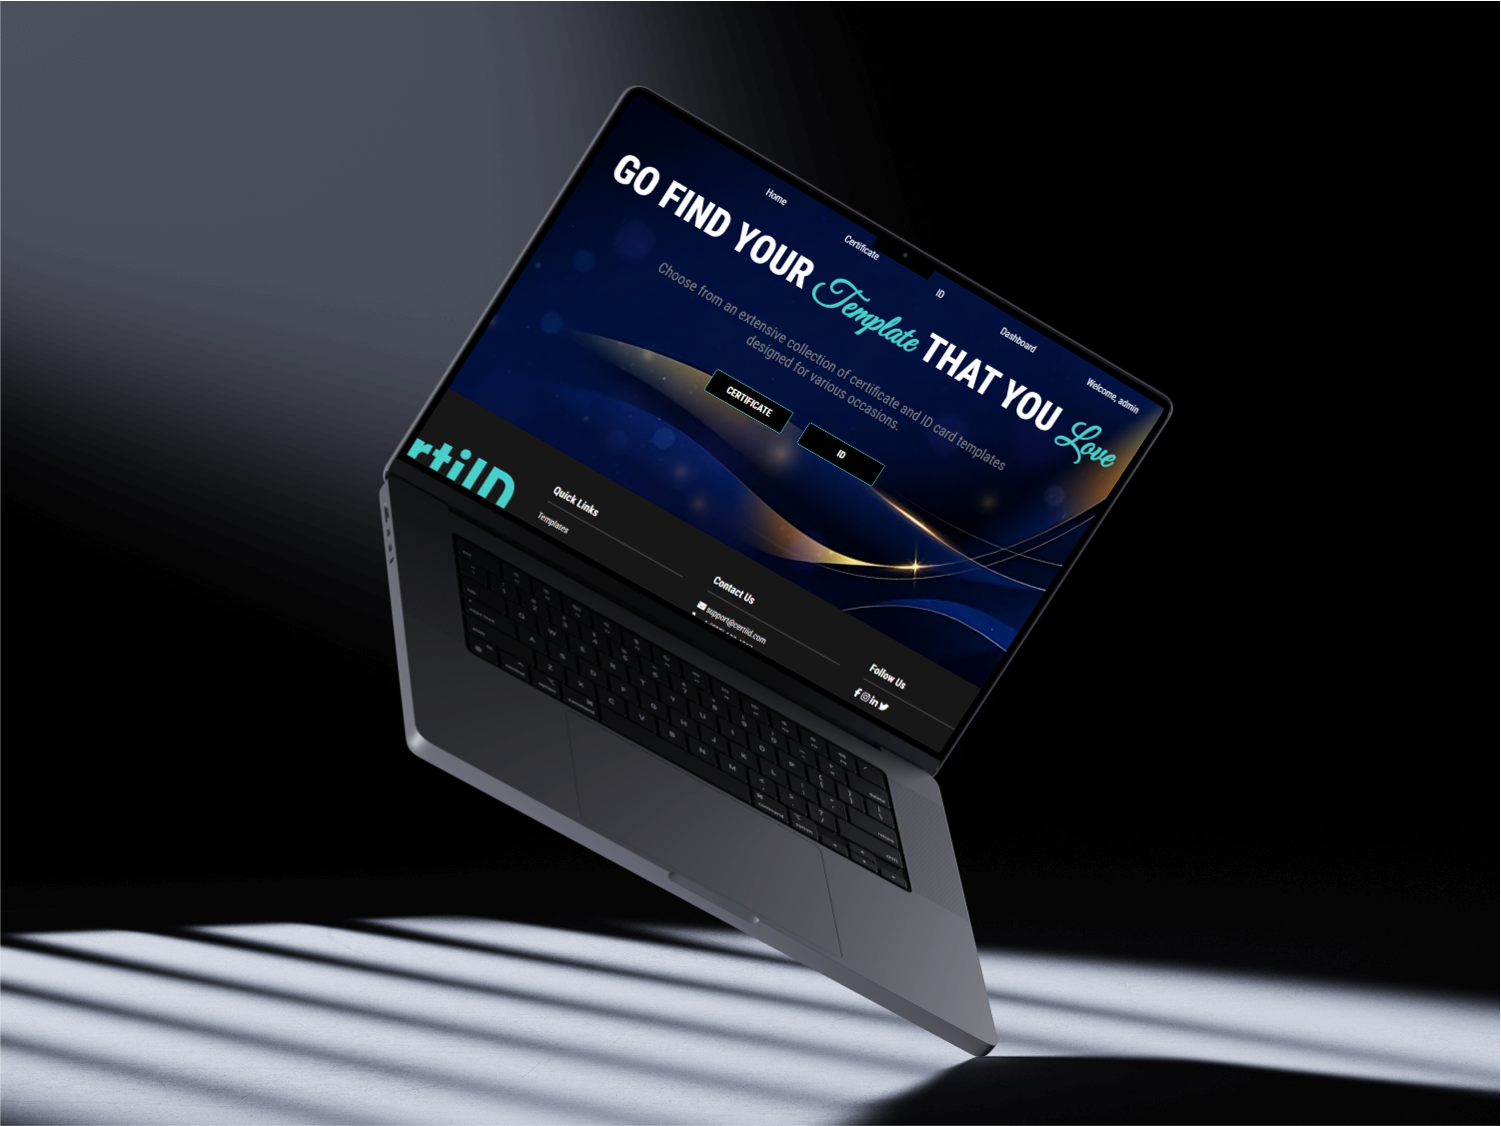 Home
Certificate
ID
Dashboard
Welcome, admin
GO FIND YOUR Template THAT YOU Love
Choose from an extensive collection of certificate and ID card templates
designed for various occasions.
CERTIFICATE
ID
rtiID
Quick Links
Templates
Contact Us
support@certiid.com
Follow Us